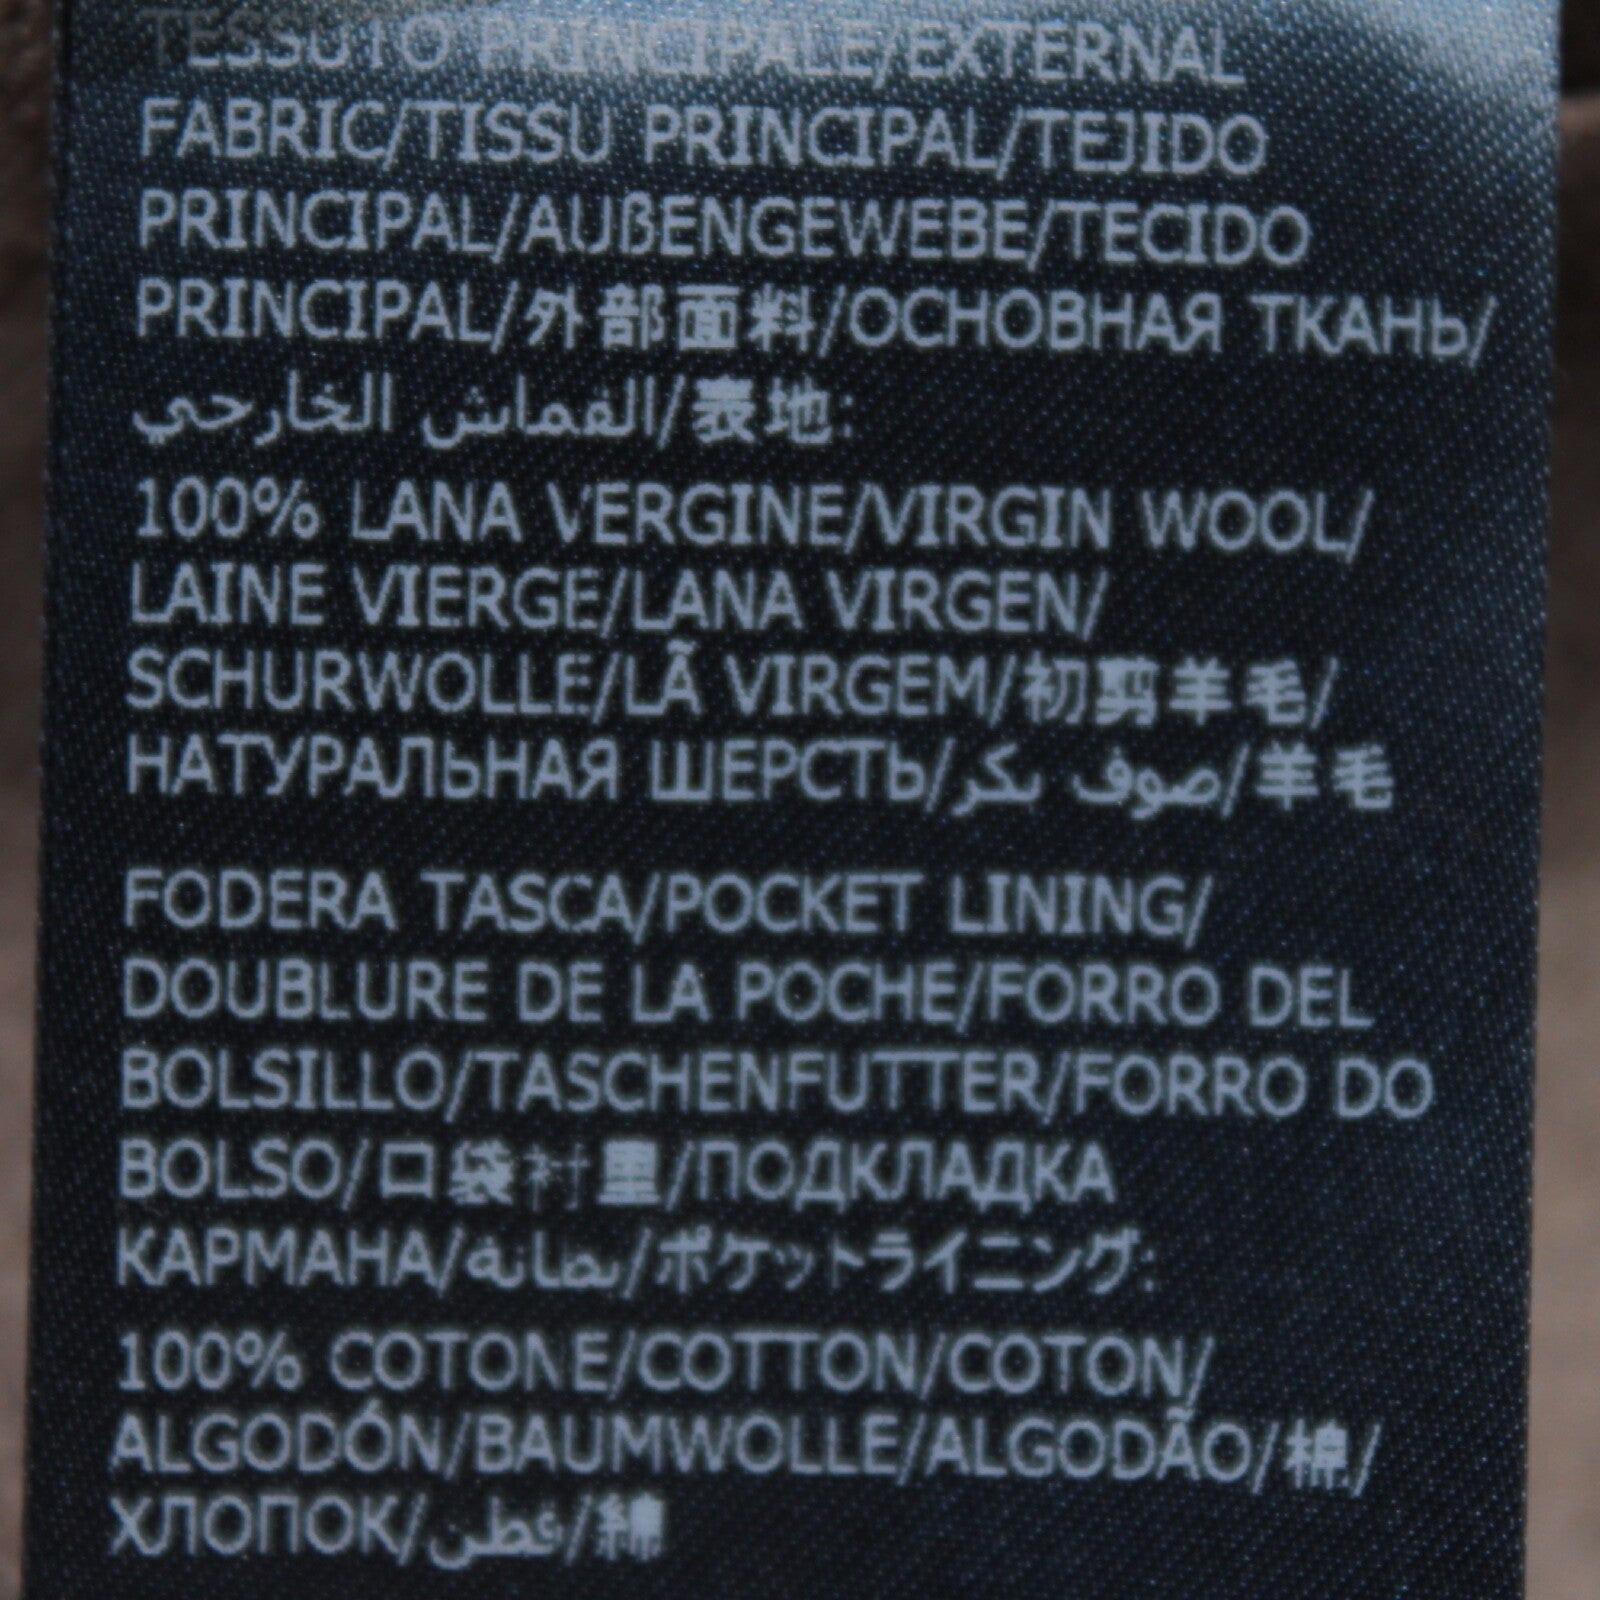 TESSUTO PRINCIPALE/EXTERNAL
FABRIC/TISSU PRINCIPAL/TEJIDO
PRINCIPAL/AUßENGEWEBE/TECIDO
PRINCIPAL/外部面料/ОСНОВНАЯ ТКАНЬ/
القماش الخارجي/表地:
100% LANA VERGINE/VIRGIN WOOL/
LAINE VIERGE/LANA VIRGEN/
SCHURWOLLE/LÃ VIRGEM/初剪羊毛/
НАТУРАЛЬНАЯ ШЕРСТЬ/صوف بكر/羊毛
FODERA TASCA/POCKET LINING/
DOUBLURE DE LA POCHE/FORRO DEL
BOLSILLO/TASCHENFUTTER/FORRO DO
BOLSO/口袋衬里/ПОДКЛАДКА
КАРМАНА/بطانة/ポケットライニング:
100% COTONE/COTTON/COTON/
ALGODÓN/BAUMWOLLE/ALGODÃO/棉/
ХЛОПОК/قطن/綿